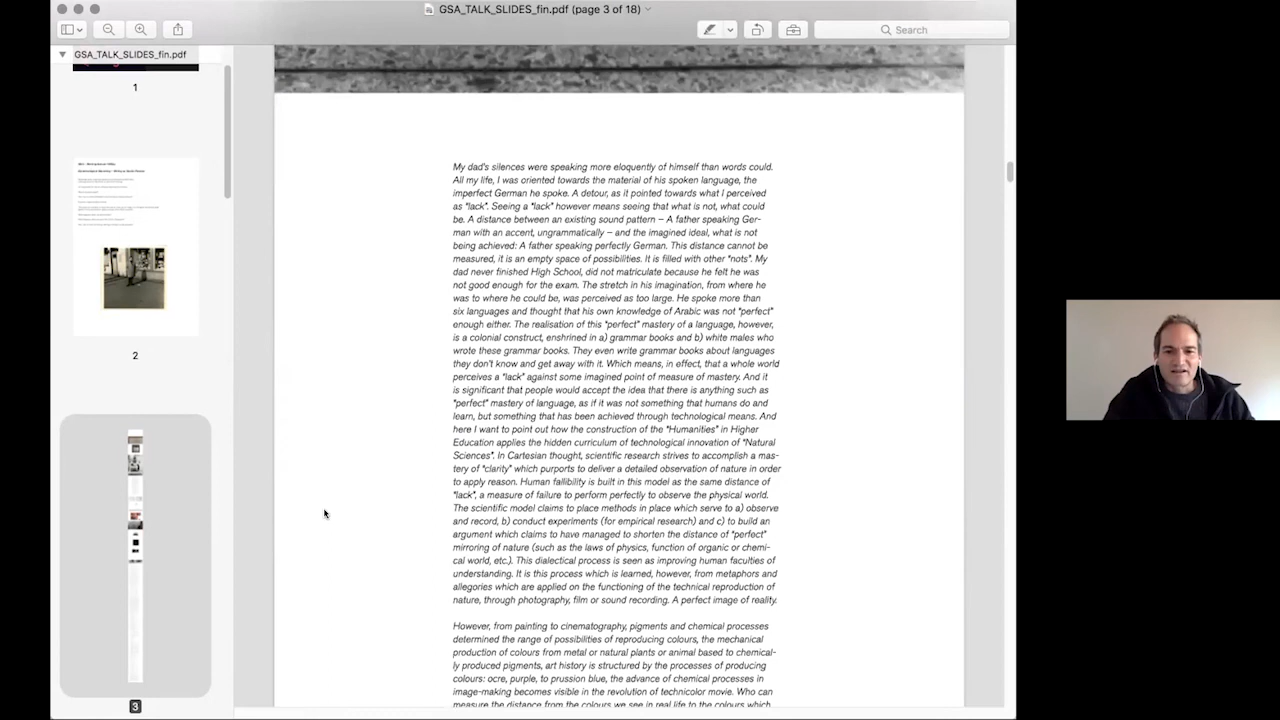 GSA_TALK_SLIDES_fin.pdf (page 3 of 18)
Search
GSA_TALK_SLIDES_fin.pdf
1
2
3
My dad's silences were speaking more eloquently of himself than words could.
All my life, I was oriented towards the material of his spoken language, the
imperfect German he spoke. A detour, as it pointed towards what I perceived
as "lack". Seeing a "lack" however means seeing that what is not, what could
be. A distance between an existing sound pattern – A father speaking Ger-
man with an accent, ungrammatically – and the imagined ideal, what is not
being achieved: A father speaking perfectly German. This distance cannot be
measured, it is an empty space of possibilities. It is filled with other "nots". My
dad never finished High School, did not matriculate because he felt he was
not good enough for the exam. The stretch in his imagination, from where he
was to where he could be, was perceived as too large. He spoke more than
six languages and thought that his own knowledge of Arabic was not "perfect"
enough either. The realisation of this "perfect" mastery of a language, however,
is a colonial construct, enshrined in a) grammar books and b) white males who
wrote these grammar books. They even write grammar books about languages
they don't know and get away with it. Which means, in effect, that a whole world
perceives a "lack" against some imagined point of measure of mastery. And it
is significant that people would accept the idea that there is anything such as
"perfect" mastery of language, as if it was not something that humans do and
learn, but something that has been achieved through technological means. And
here I want to point out how the construction of the "Humanities" in Higher
Education applies the hidden curriculum of technological innovation of "Natural
Sciences". In Cartesian thought, scientific research strives to accomplish a mas-
tery of "clarity" which purports to deliver a detailed observation of nature in order
to apply reason. Human fallibility is built in this model as the same distance of
"lack", a measure of failure to perform perfectly to observe the physical world.
The scientific model claims to place methods in place which serve to a) observe
and record, b) conduct experiments (for empirical research) and c) to build an
argument which claims to have managed to shorten the distance of "perfect"
mirroring of nature (such as the laws of physics, function of organic or chemi-
cal world, etc.). This dialectical process is seen as improving human faculties of
understanding. It is this process which is learned, however, from metaphors and
allegories which are applied on the functioning of the technical reproduction of
nature, through photography, film or sound recording. A perfect image of reality.
However, from painting to cinematography, pigments and chemical processes
determined the range of possibilities of reproducing colours, the mechanical
production of colours from metal or natural plants or animal based to chemical-
ly produced pigments, art history is structured by the processes of producing
colours: ocre, purple, to prussion blue, the advance of chemical processes in
image-making becomes visible in the revolution of technicolor movie. Who can
measure the distance from the colours we see in real life to the colours which